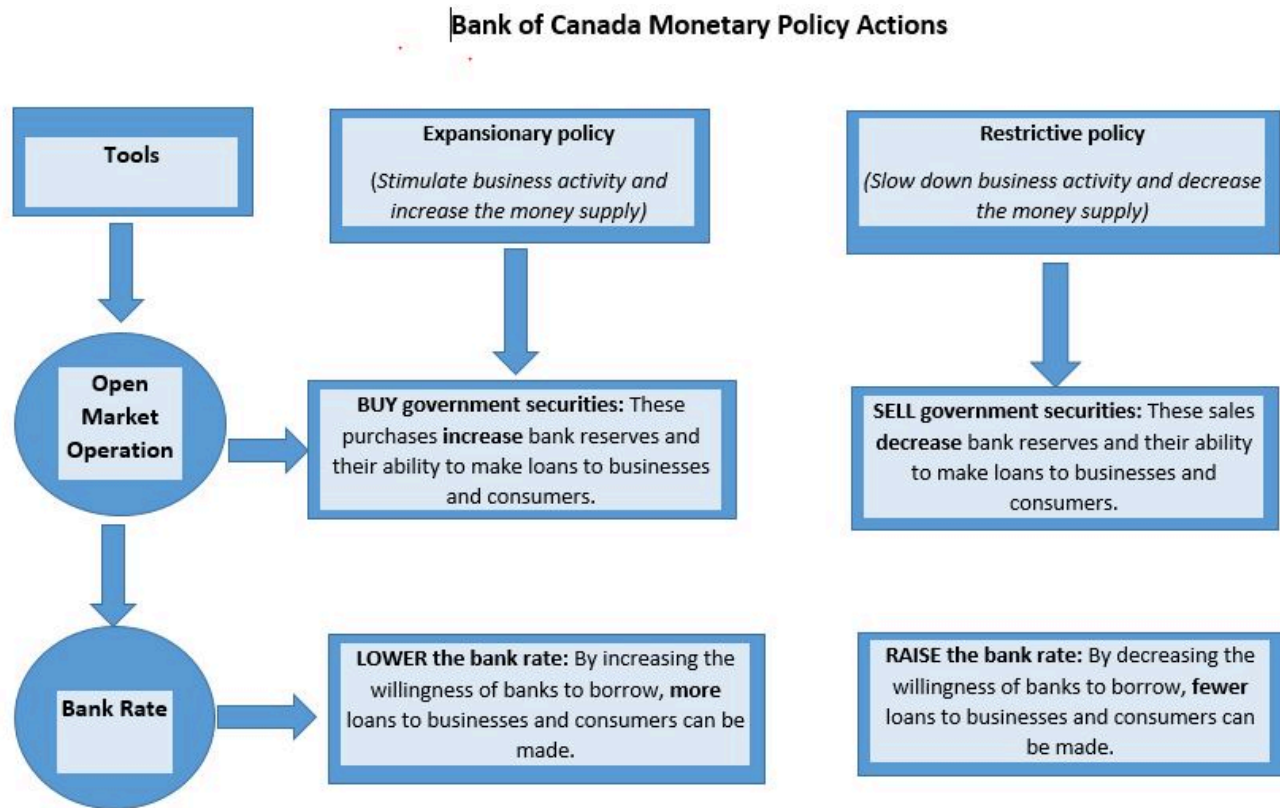 Bank of Canada Monetary Policy Actions
Tools
Expansionary policy
(Stimulate business activity and
increase the money supply)
Restrictive policy
(Slow down business activity and decrease
the money supply)
Open
Market
Operation
BUY government securities: These
purchases increase bank reserves and
their ability to make loans to businesses
and consumers.
SELL government securities: These sales
decrease bank reserves and their ability
to make loans to businesses and
consumers.
Bank Rate
LOWER the bank rate: By increasing the
willingness of banks to borrow, more
loans to businesses and consumers can be
made.
RAISE the bank rate: By decreasing the
willingness of banks to borrow, fewer
loans to businesses and consumers can
be made.